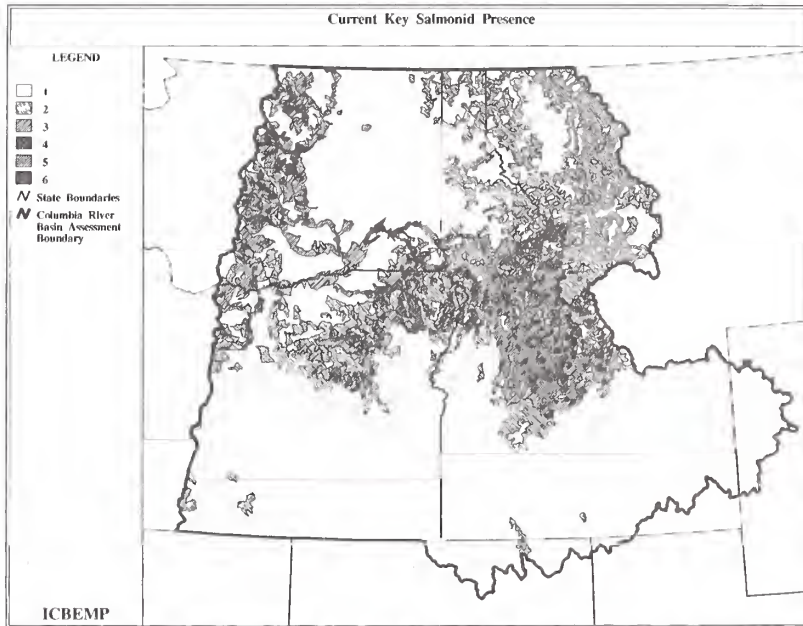 Current Key Salmonid Presence
LEGEND
1
2
3
4
5
6
State Boundaries
Columbia River
Basin Assessment
Boundary
ICBEMP